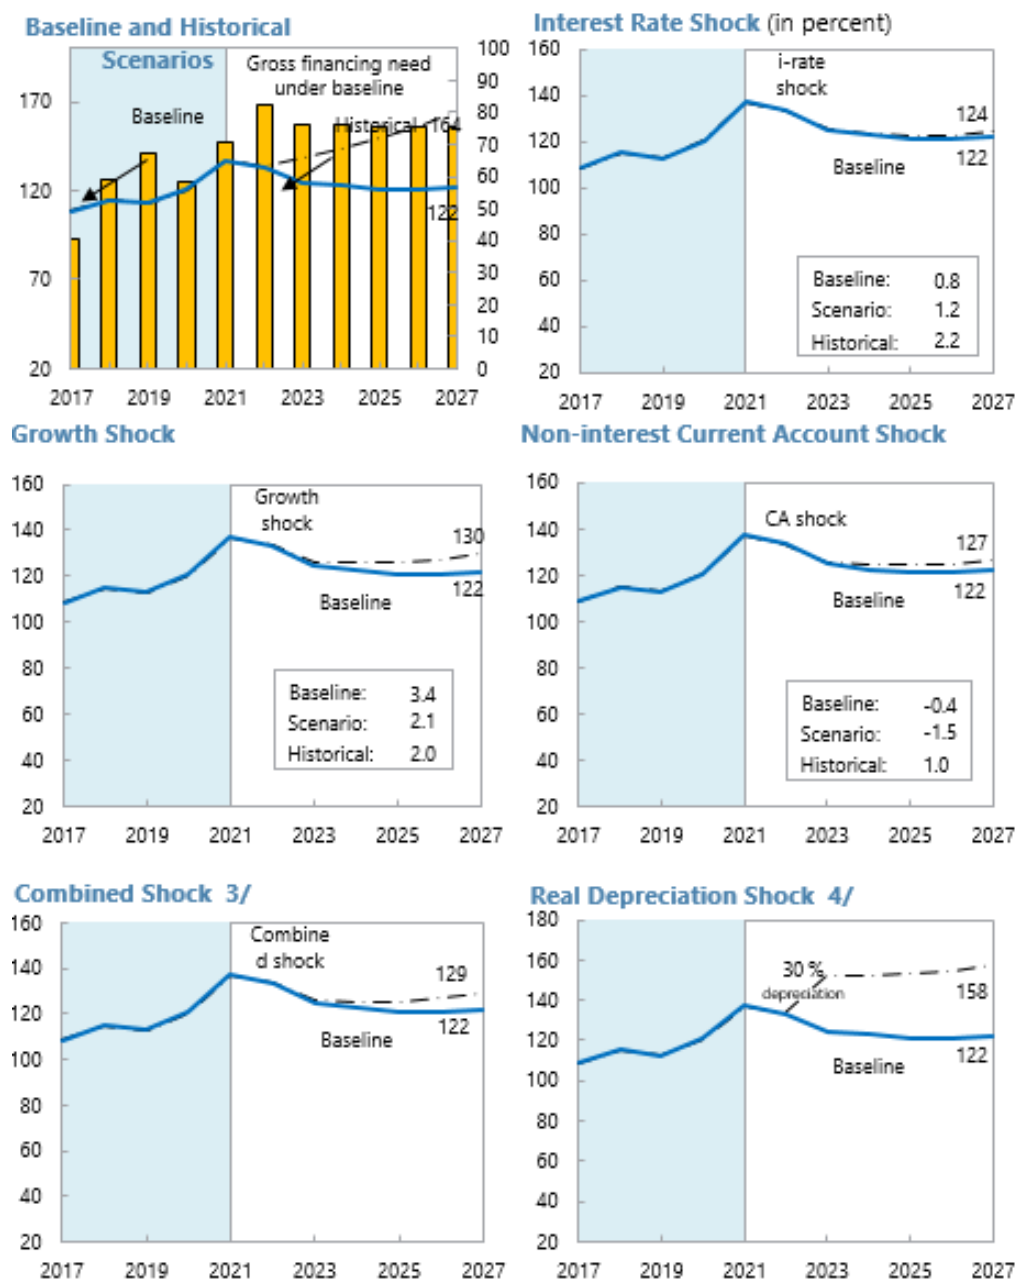 Baseline and Historical
Scenarios
Gross financing need
under baseline
Baseline
Historical 164
122
170
120
70
20
100
90
80
70
60
50
40
30
20
10
0
2017 2019 2021 2023 2025 2027
Interest Rate Shock (in percent)
160
140
120
100
80
60
40
20
i-rate
shock
124
122
Baseline
Baseline: 0.8
Scenario: 1.2
Historical: 2.2
2017 2019 2021 2023 2025 2027
Growth Shock
160
140
120
100
80
60
40
20
Growth
shock
130
122
Baseline
Baseline: 3.4
Scenario: 2.1
Historical: 2.0
2017 2019 2021 2023 2025 2027
Non-interest Current Account Shock
160
140
120
100
80
60
40
20
CA shock
127
122
Baseline
Baseline: -0.4
Scenario: -1.5
Historical: 1.0
2017 2019 2021 2023 2025 2027
Combined Shock 3/
160
140
120
100
80
60
40
20
Combine
d shock
129
122
Baseline
2017 2019 2021 2023 2025 2027
Real Depreciation Shock 4/
180
160
140
120
100
80
60
40
20
30 %
depreciation
158
122
Baseline
2017 2019 2021 2023 2025 2027